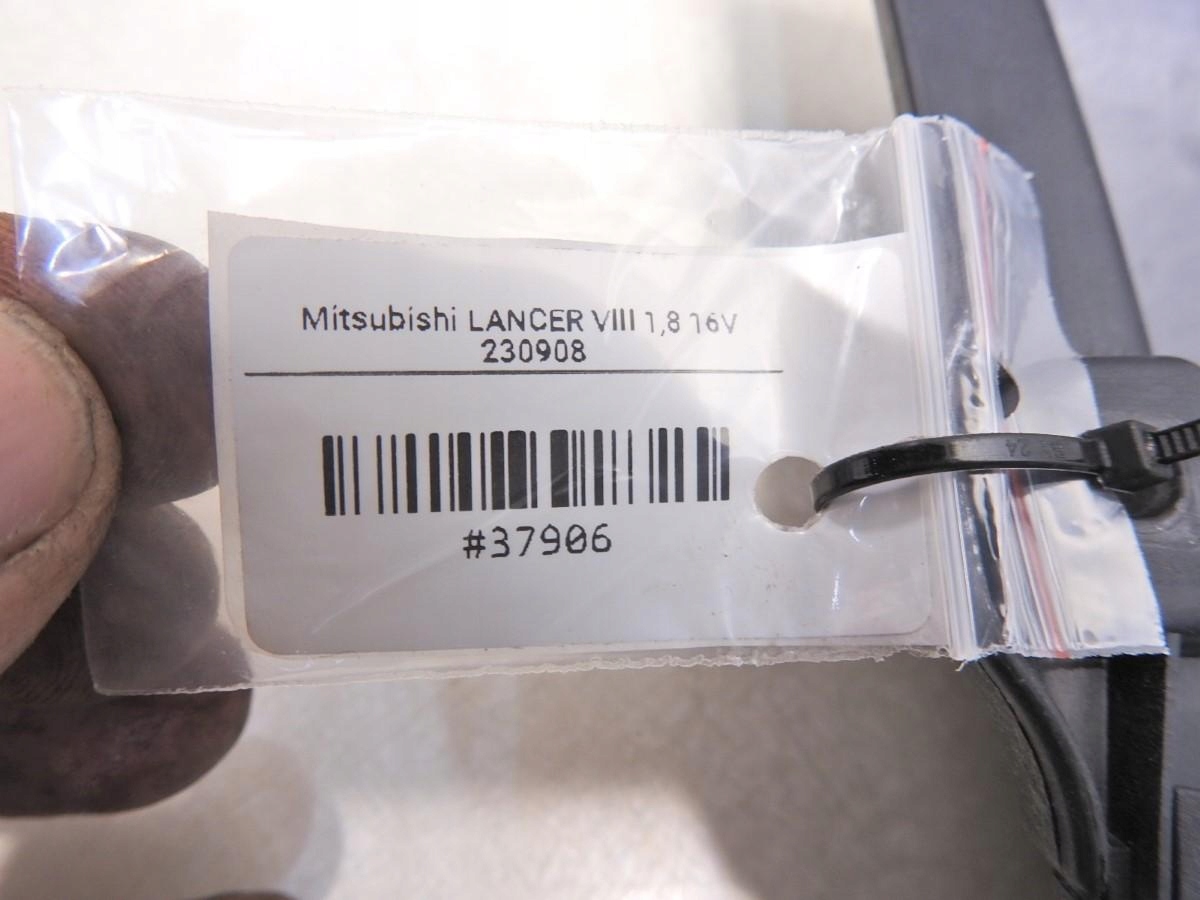 Mitsubishi LANCER VIII 1,8 16V
230908
#37906